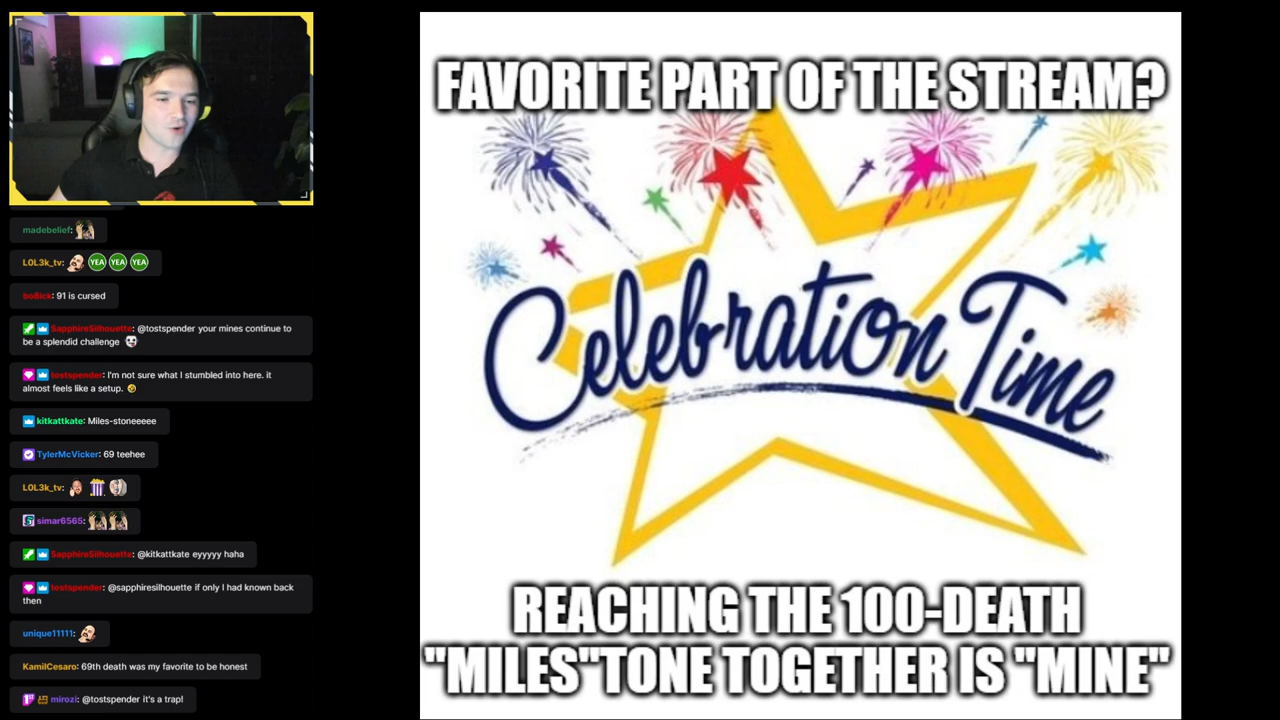 madebelief:
L0L3k_tv: YEA YEA YEA
bo8ick: 91 is cursed
SapphireSilhouette: @tostspender your mines continue to
be a splendid challenge
tostspender: I'm not sure what I stumbled into here. it
almost feels like a setup.
kitkattkate: Miles-stoneeeee
TylerMcVicker: 69 teehee
L0L3k_tv:
simar6565:
SapphireSilhouette: @kitkattkate eyyyyy haha
tostspender: @sapphiresilhouette if only I had known back
then
unique11111:
KamilCesaro: 69th death was my favorite to be honest
1ST mirozi: @tostspender it's a trap!
FAVORITE PART OF THE STREAM?
Celebration Time
REACHING THE 100-DEATH
"MILES"TONE TOGETHER IS "MINE"